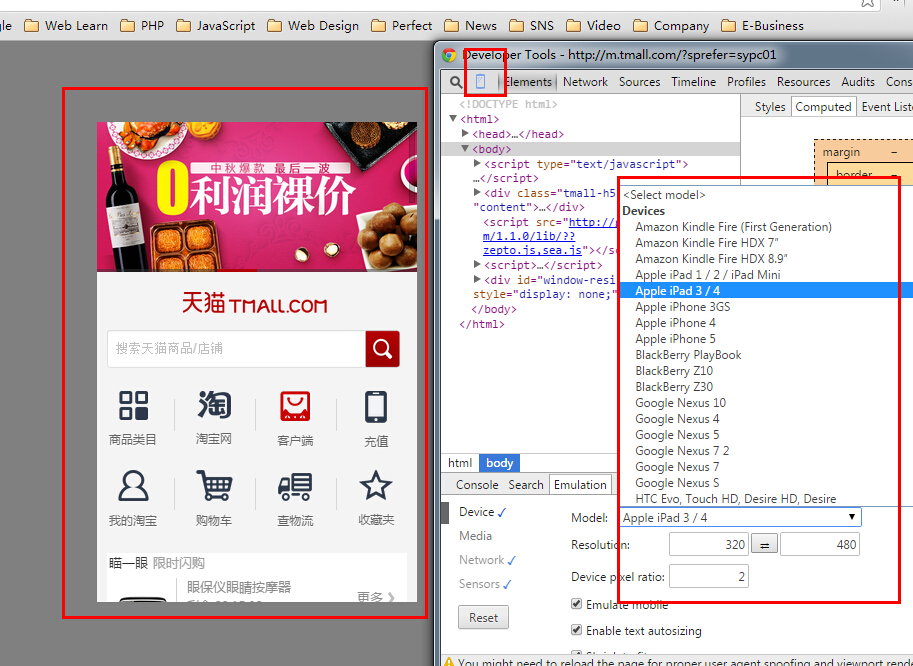 le Web Learn PHP JavaScript Web Design Perfect News SNS Video Company E-Business
中秋爆款 最后一波
0利润裸价
天猫 TMALL.COM
搜索天猫商品/店铺
商品类目 淘宝网 客户端 充值
我的淘宝 购物车 查物流 收藏夹
瞄一眼 限时闪购
眼保仪眼睛按摩器
更多
Developer Tools - http://m.tmall.com/?sprefer=sypc01
Elements Network Sources Timeline Profiles Resources Audits Cons
<!DOCTYPE html>
▼<html>
▶<head>…</head>
▼<body>
▶<script type="text/javascript">
…</script>
▶<div class="tmall-h5
"content">…</div>
<script src="http://
m/1.1.0/lib/??
zepto.js,sea.js"></s
▶<script>…</script>
▶<div id="window-resi
style="display: none;"
</body>
</html>
html body
Styles Computed Event List
margin –
border
Console Search Emulation
Device ✓
Media
Network ✓
Sensors ✓
Reset
<Select model>
Devices
Amazon Kindle Fire (First Generation)
Amazon Kindle Fire HDX 7"
Amazon Kindle Fire HDX 8.9"
Apple iPad 1 / 2 / iPad Mini
Apple iPad 3 / 4
Apple iPhone 3GS
Apple iPhone 4
Apple iPhone 5
BlackBerry PlayBook
BlackBerry Z10
BlackBerry Z30
Google Nexus 10
Google Nexus 4
Google Nexus 5
Google Nexus 7 2
Google Nexus 7
Google Nexus S
HTC Evo, Touch HD, Desire HD, Desire
Model: Apple iPad 3 / 4
Resolution: 320 480
Device pixel ratio: 2
Emulate mobile
Enable text autosizing
You might need to reload the page for proper user agent spoofing and viewport rende